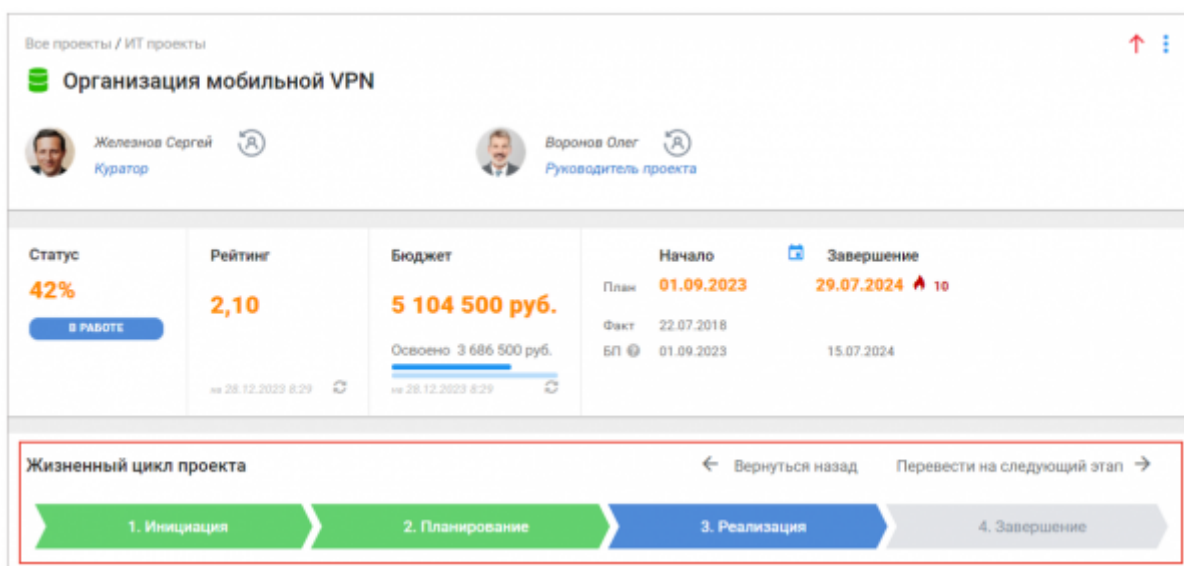 Все проекты / ИТ проекты
Организация мобильной VPN
Железнов Сергей
Куратор
Воронов Олег
Руководитель проекта
Статус
42%
В РАБОТЕ
Рейтинг
2,10
на 28.12.2023 8:29
Бюджет
5 104 500 руб.
Освоено 3 686 500 руб.
на 28.12.2023 8:29
Начало Завершение
План 01.09.2023 29.07.2024 10
Факт 22.07.2018
БП 01.09.2023 15.07.2024
Жизненный цикл проекта
Вернуться назад
Перевести на следующий этап
1. Инициация
2. Планирование
3. Реализация
4. Завершение